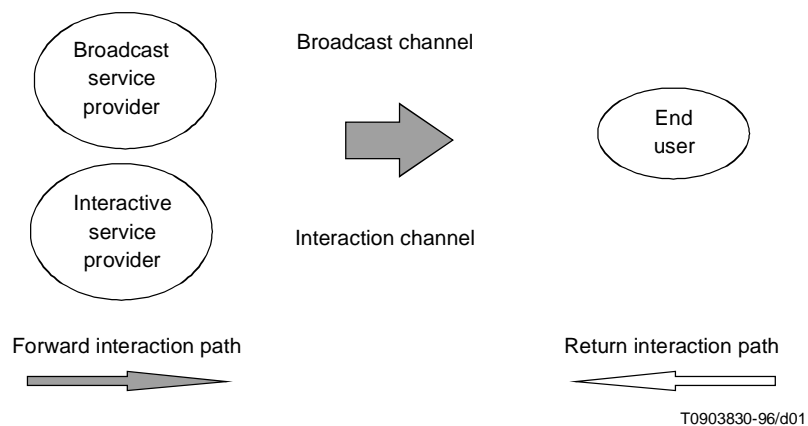 Broadcast
service
provider
Broadcast channel
End
user
Interactive
service
provider
Interaction channel
Forward interaction path
Return interaction path
T0903830-96/d01